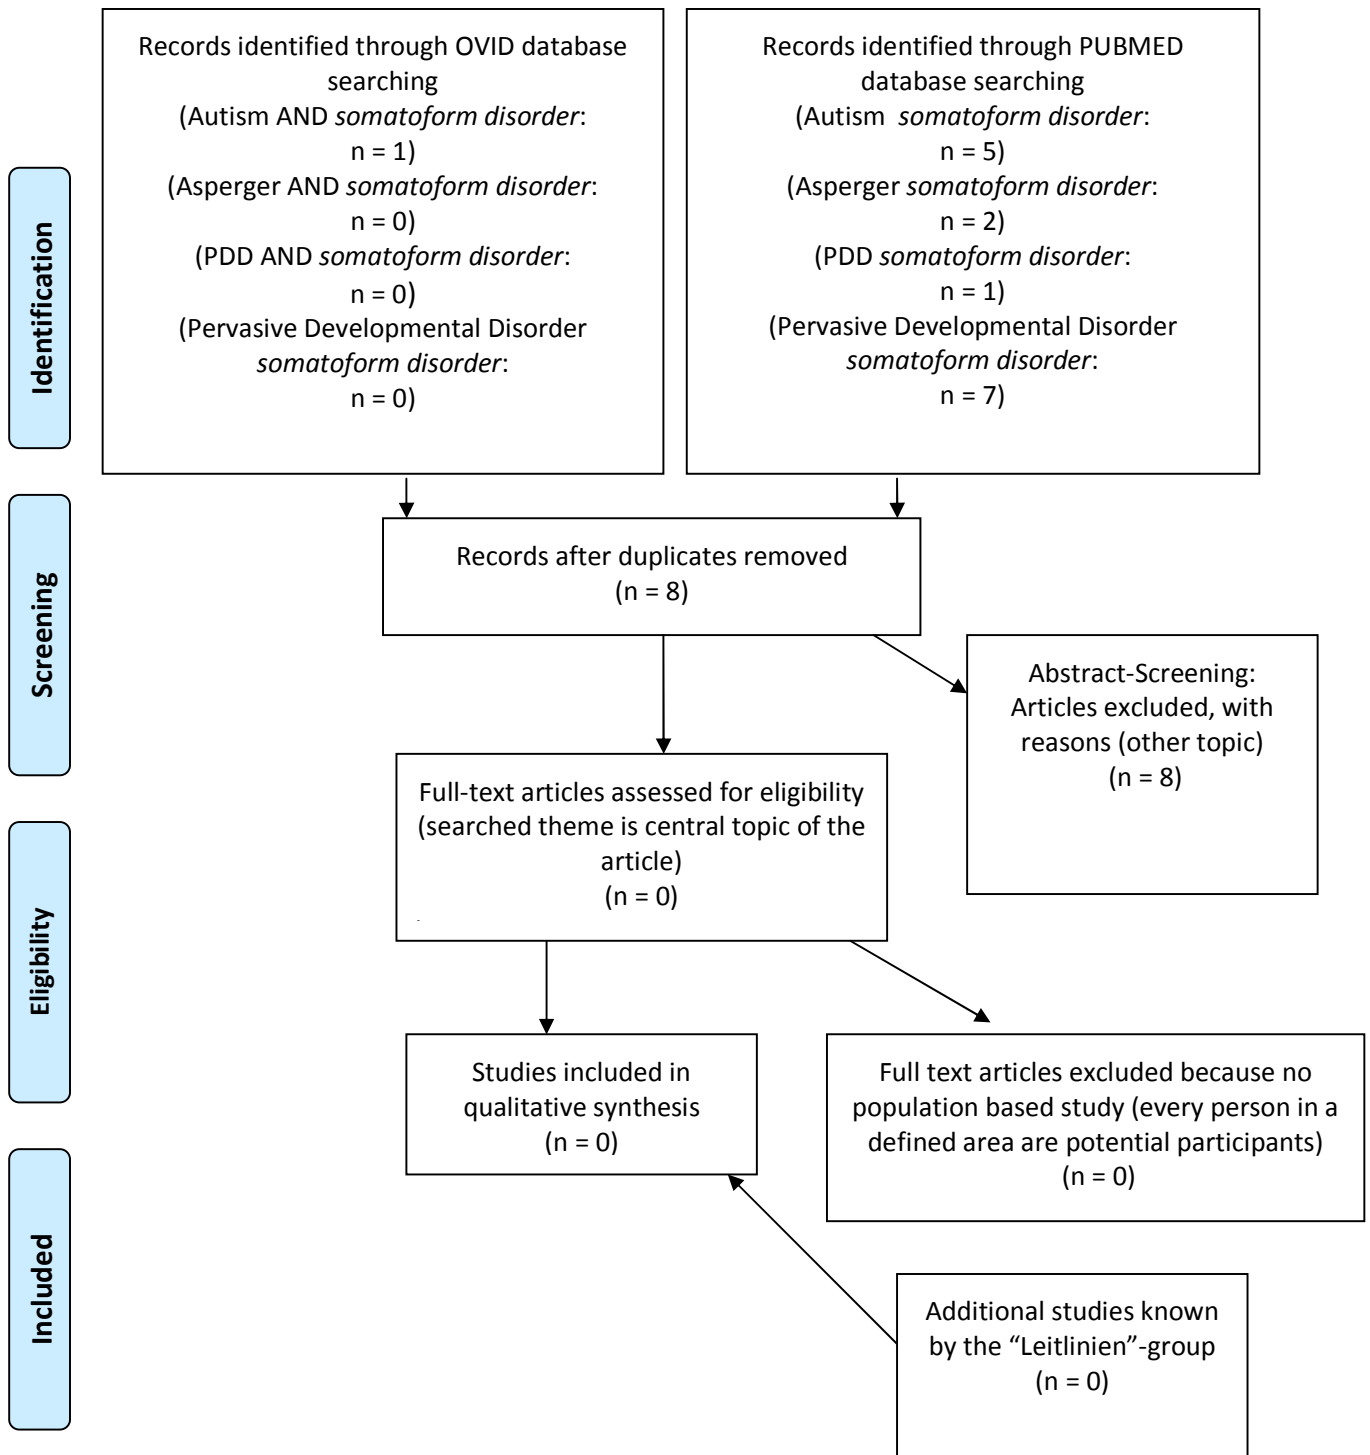 Records identified through OVID database
searching
(Autism AND somatoform disorder:
n = 1)
(Asperger AND somatoform disorder:
n = 0)
(PDD AND somatoform disorder:
n = 0)
(Pervasive Developmental Disorder
somatoform disorder:
n = 0)
Records identified through PUBMED
database searching
(Autism  somatoform disorder:
n = 5)
(Asperger somatoform disorder:
n = 2)
(PDD somatoform disorder:
n = 1)
(Pervasive Developmental Disorder
somatoform disorder:
n = 7)
Identification
Records after duplicates removed
(n = 8)
Screening
Abstract-Screening:
Articles excluded, with
reasons (other topic)
(n = 8)
Full-text articles assessed for eligibility
(searched theme is central topic of the
article)
(n = 0)
Eligibility
Studies included in
qualitative synthesis
(n = 0)
Full text articles excluded because no
population based study (every person in a
defined area are potential participants)
(n = 0)
Included
Additional studies known
by the “Leitlinien”-group
(n = 0)